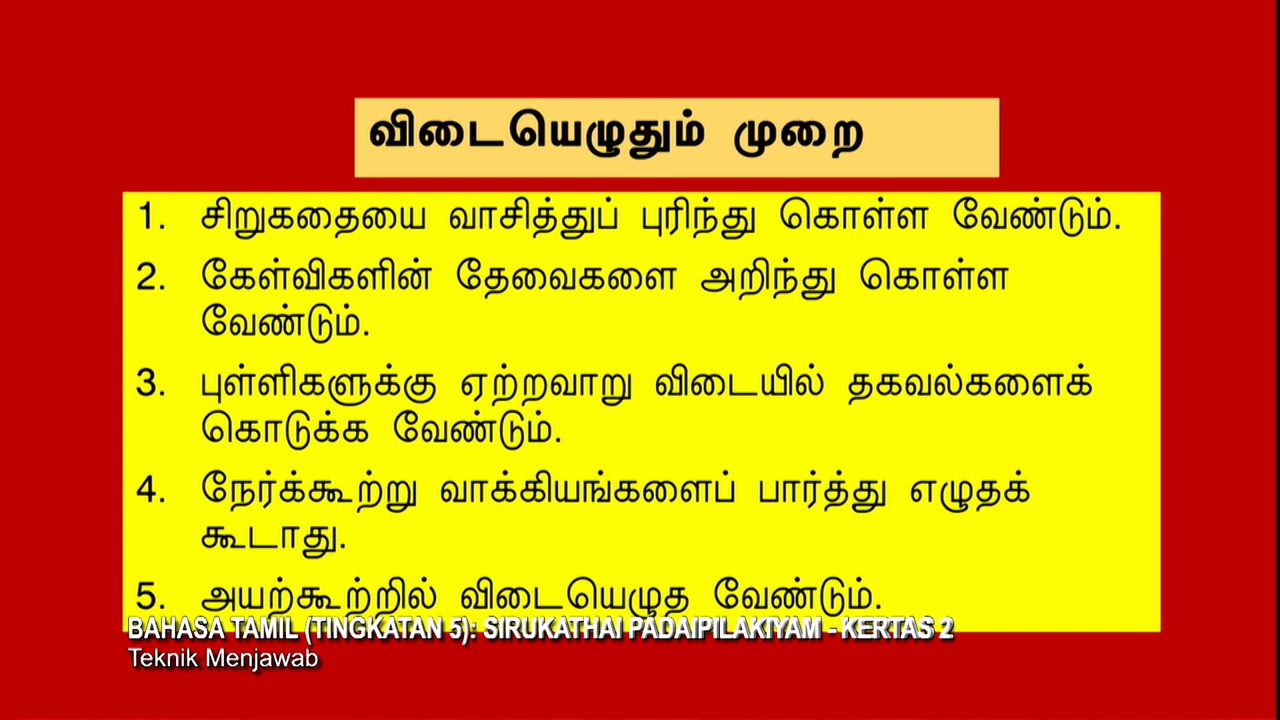 விடையெழுதும் முறை
1. சிறுகதையை வாசித்துப் புரிந்து கொள்ள வேண்டும்.
2. கேள்விகளின் தேவைகளை அறிந்து கொள்ள
வேண்டும்.
3. புள்ளிகளுக்கு ஏற்றவாறு விடையில் தகவல்களைக்
கொடுக்க வேண்டும்.
4. நேர்க்கூற்று வாக்கியங்களைப் பார்த்து எழுதக்
கூடாது.
5. அயற்கூற்றில் விடையெழுத வேண்டும்.
BAHASA TAMIL (TINGKATAN 5): SIRUKATHAI PADAIPILAKIYAM - KERTAS 2
Teknik Menjawab